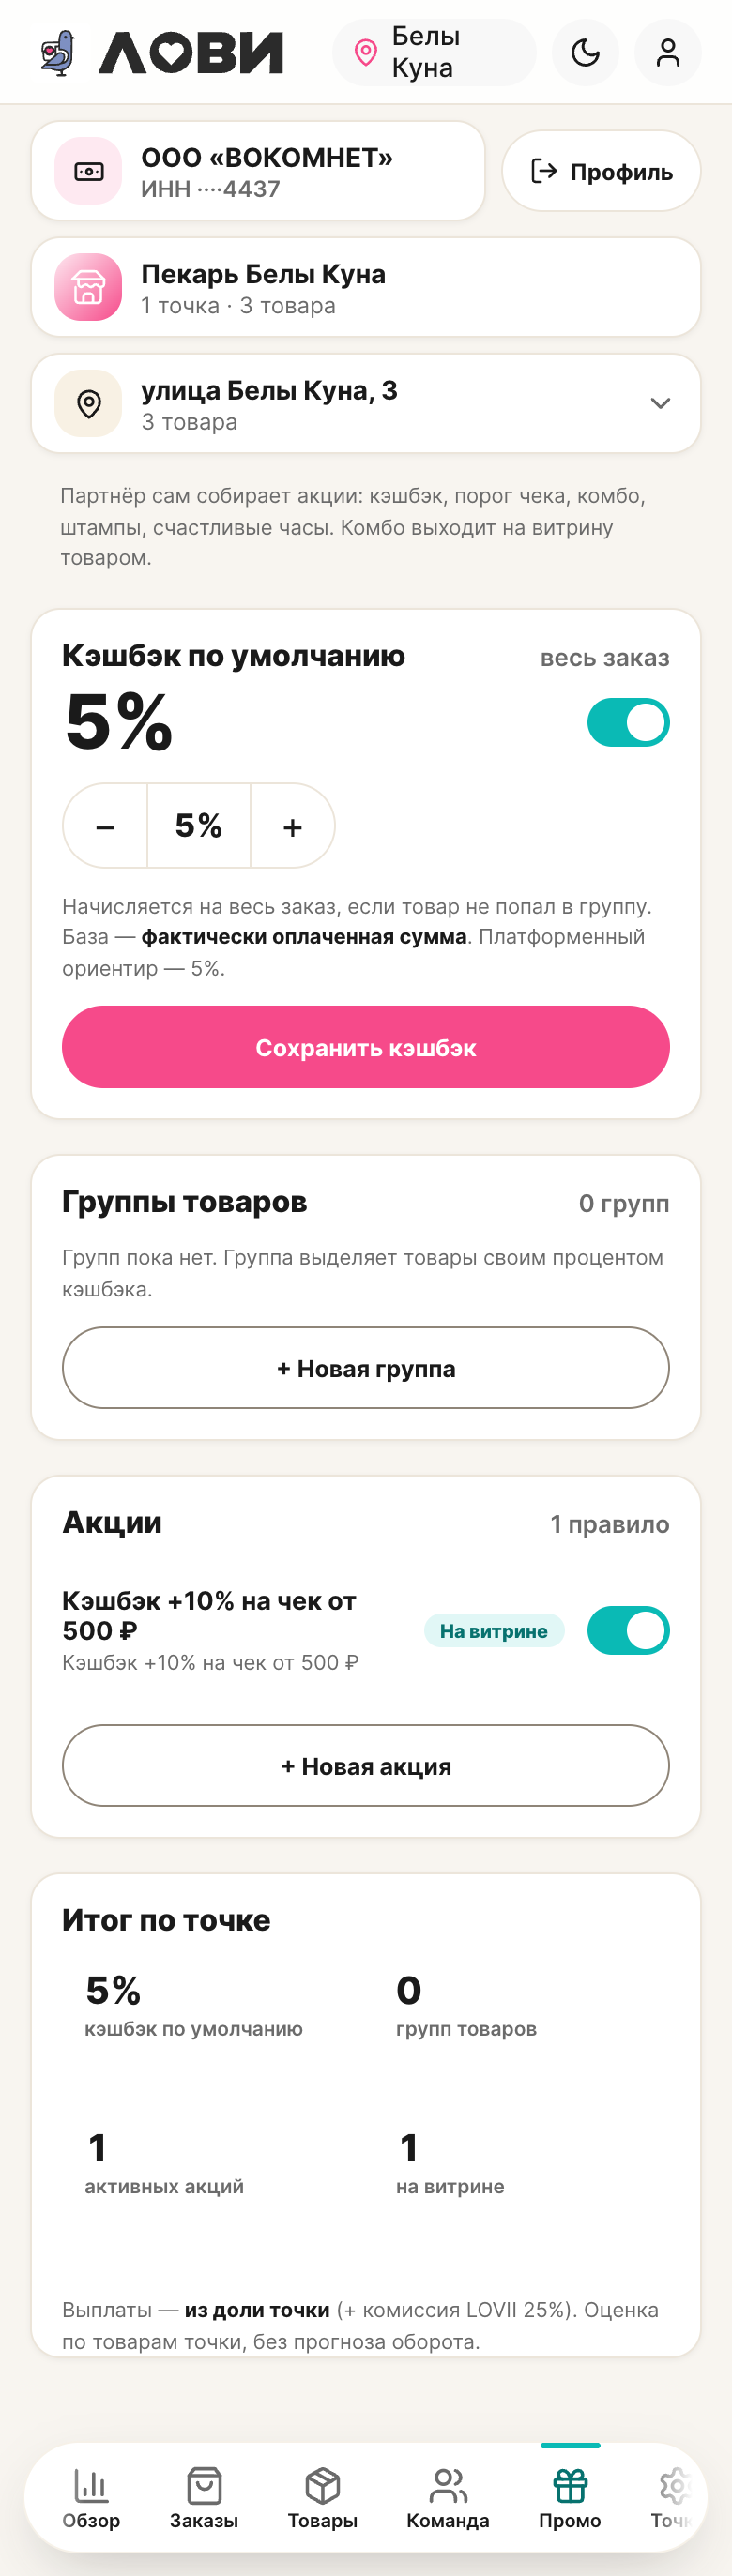 ЛОВИ
Белы
Куна
ООО «ВОКОМНЕТ»
ИНН ····4437
Профиль
Пекарь Белы Куна
1 точка · 3 товара
улица Белы Куна, 3
3 товара
Партнёр сам собирает акции: кэшбэк, порог чека, комбо,
штампы, счастливые часы. Комбо выходит на витрину
товаром.
Кэшбэк по умолчанию
весь заказ
5%
− 5% +
Начисляется на весь заказ, если товар не попал в группу.
База — фактически оплаченная сумма. Платформенный
ориентир — 5%.
Сохранить кэшбэк
Группы товаров
0 групп
Групп пока нет. Группа выделяет товары своим процентом
кэшбэка.
+ Новая группа
Акции
1 правило
Кэшбэк +10% на чек от
500 ₽
Кэшбэк +10% на чек от 500 ₽
На витрине
+ Новая акция
Итог по точке
5%
кэшбэк по умолчанию
0
групп товаров
1
активных акций
1
на витрине
Выплаты — из доли точки (+ комиссия LOVII 25%). Оценка
по товарам точки, без прогноза оборота.
Обзор
Заказы
Товары
Команда
Промо